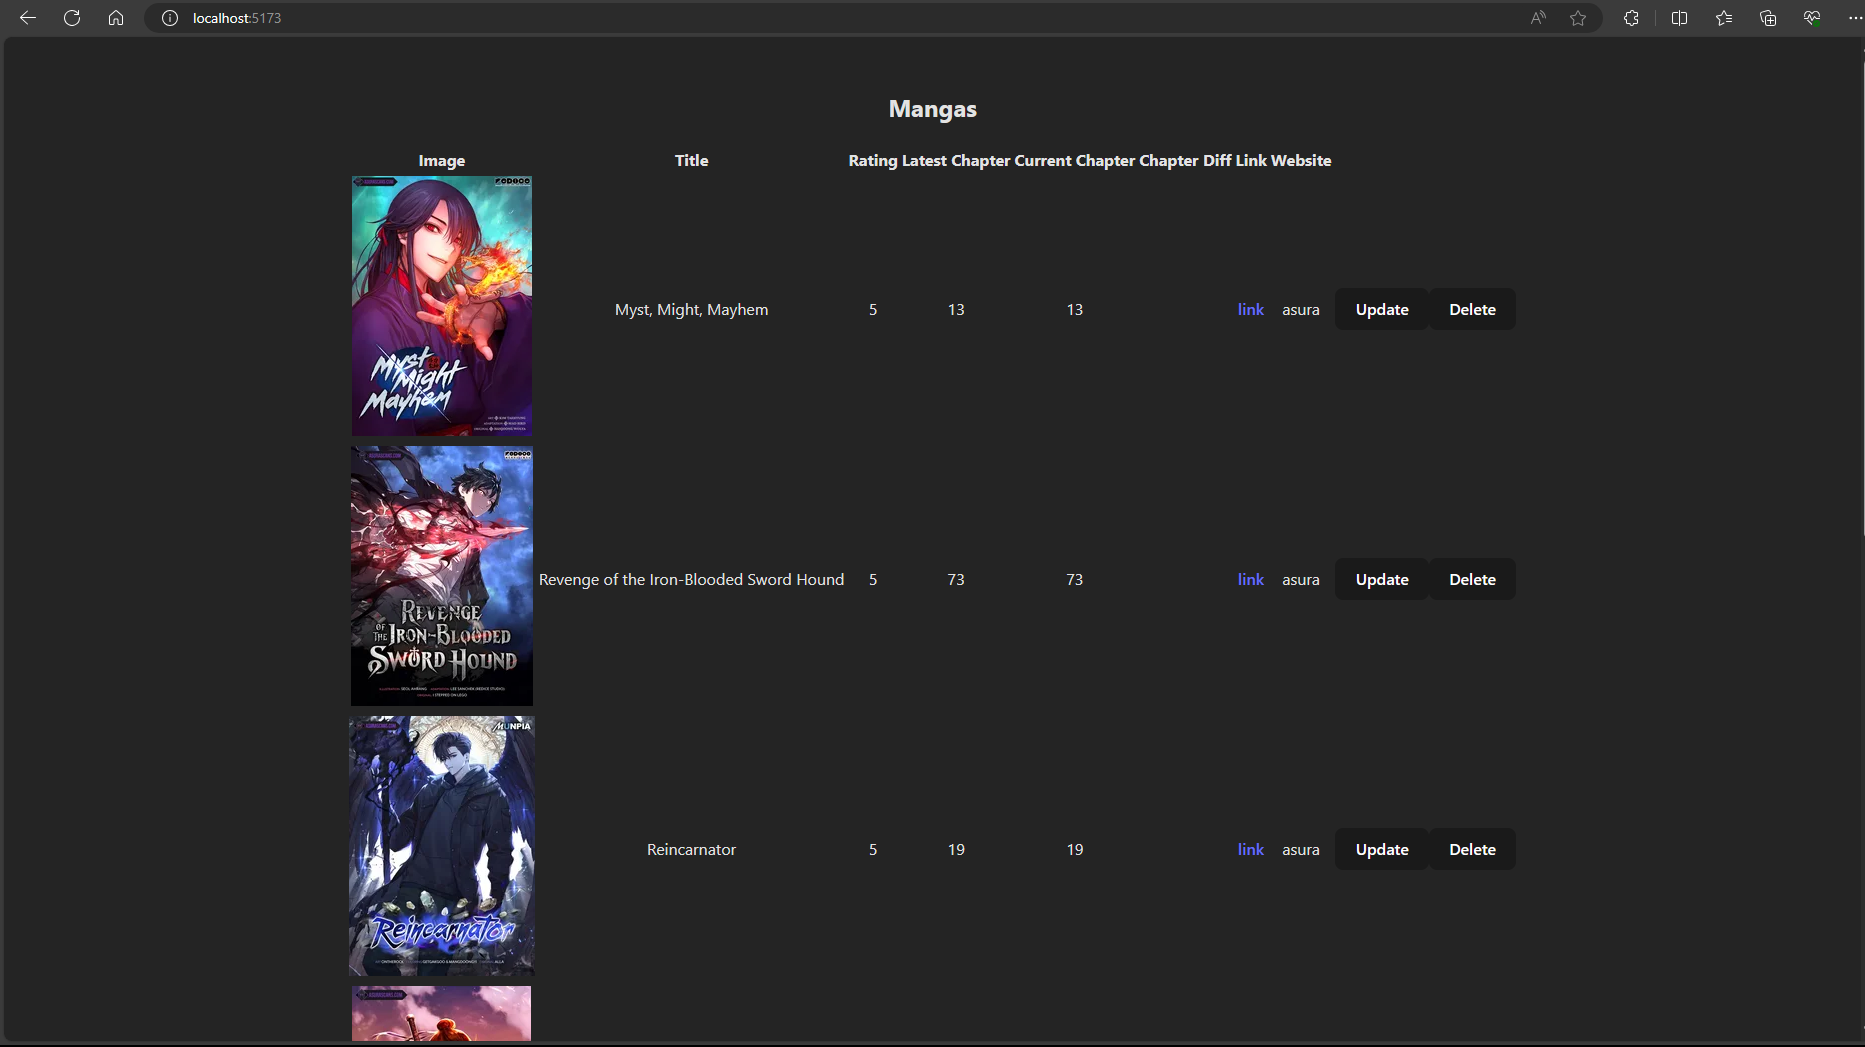 localhost:5173
Mangas
Image Title Rating Latest Chapter Current Chapter Chapter Diff Link Website
Myst Might Mayhem
Myst, Might, Mayhem 5 13 13 link asura Update Delete
REVENGE
OF THE IRON-BLOODED
SWORD HOUND
Revenge of the Iron-Blooded Sword Hound 5 73 73 link asura Update Delete
MUNPIA
Reincarnator
Reincarnator 5 19 19 link asura Update Delete